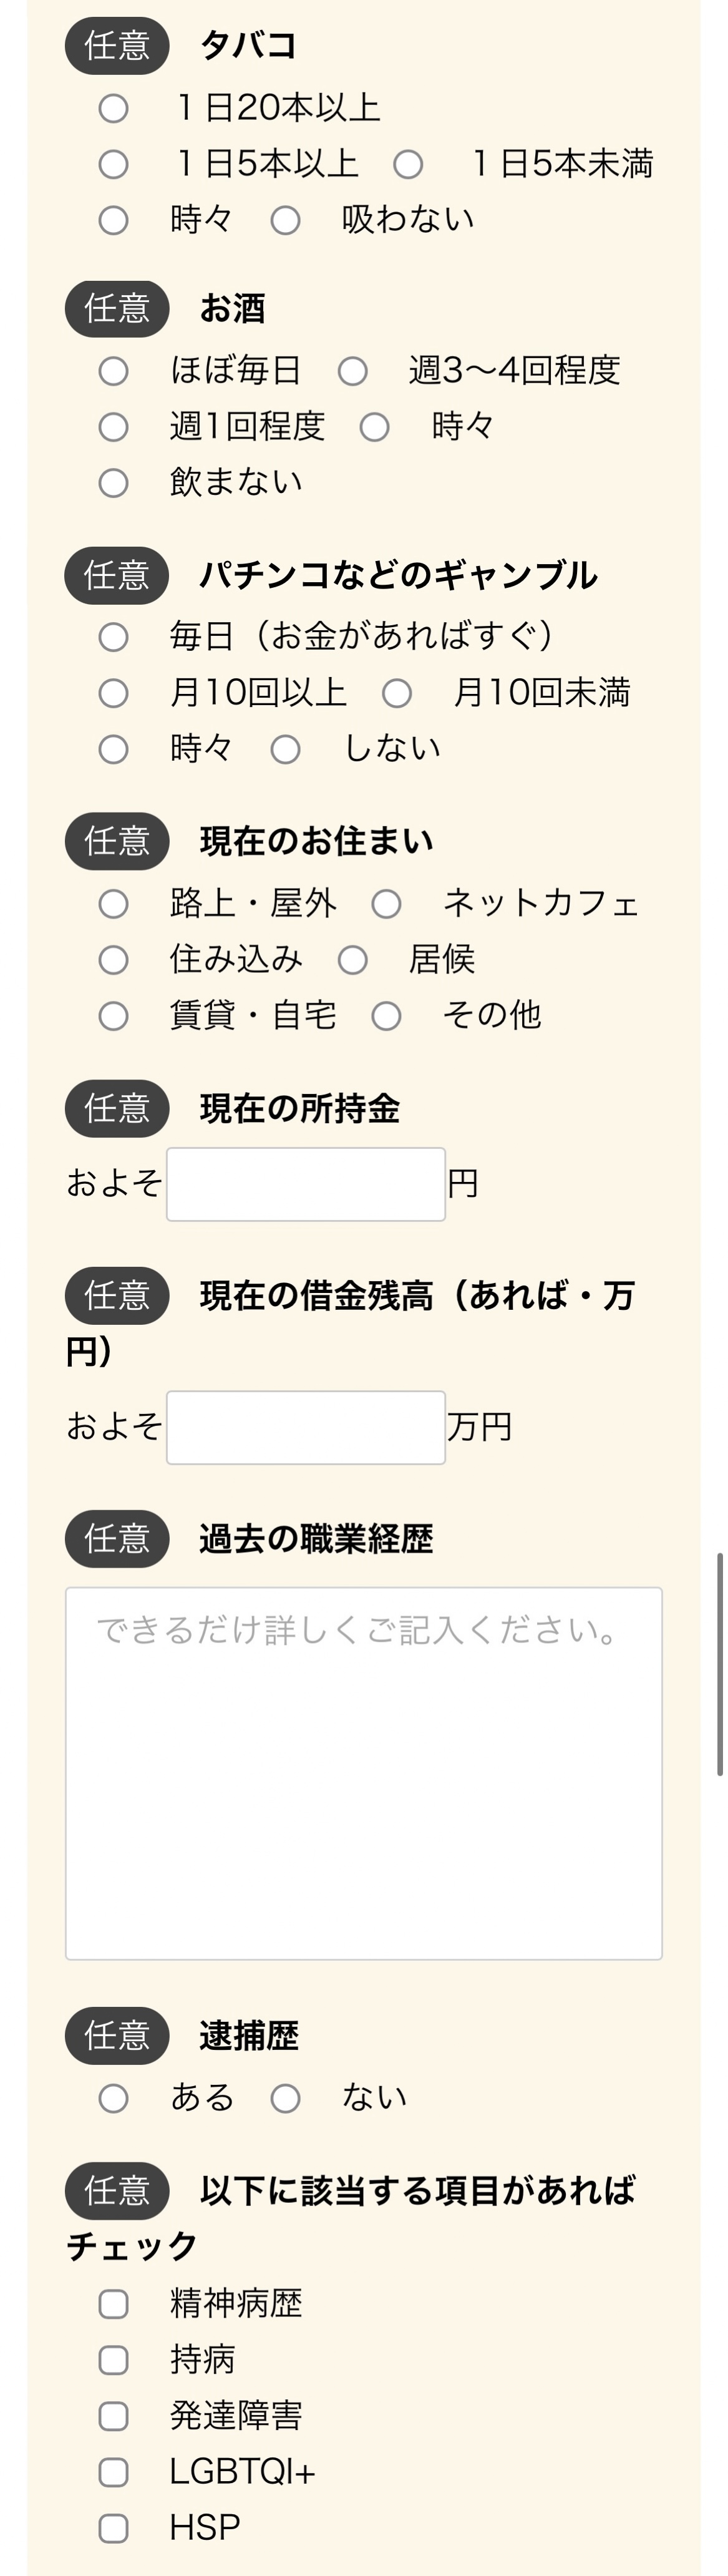 任意 タバコ
１日20本以上
１日5本以上 １日5本未満
時々 吸わない
任意 お酒
ほぼ毎日 週3〜4回程度
週1回程度 時々
飲まない
任意 パチンコなどのギャンブル
毎日（お金があればすぐ）
月10回以上 月10回未満
時々 しない
任意 現在のお住まい
路上・屋外 ネットカフェ
住み込み 居候
賃貸・自宅 その他
任意 現在の所持金
およそ 円
任意 現在の借金残高（あれば・万
円）
およそ 万円
任意 過去の職業経歴
できるだけ詳しくご記入ください。
任意 逮捕歴
ある ない
任意 以下に該当する項目があれば
チェック
精神病歴
持病
発達障害
LGBTQI+
HSP